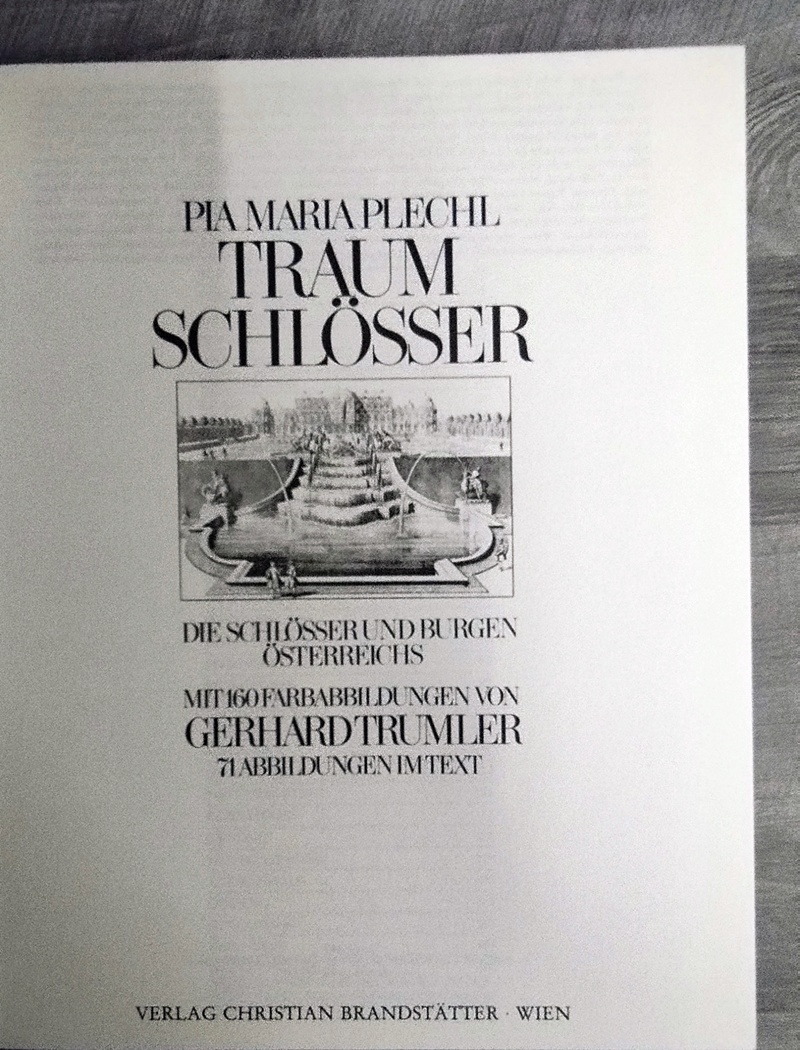 PIA MARIA PLECHL
TRAUM
SCHLÖSSER
DIE SCHLÖSSER UND BURGEN
ÖSTERREICHS
MIT 160 FARBABBILDUNGEN VON
GERHARD TRUMLER
71 ABBILDUNGEN IM TEXT
VERLAG CHRISTIAN BRANDSTÄTTER · WIEN